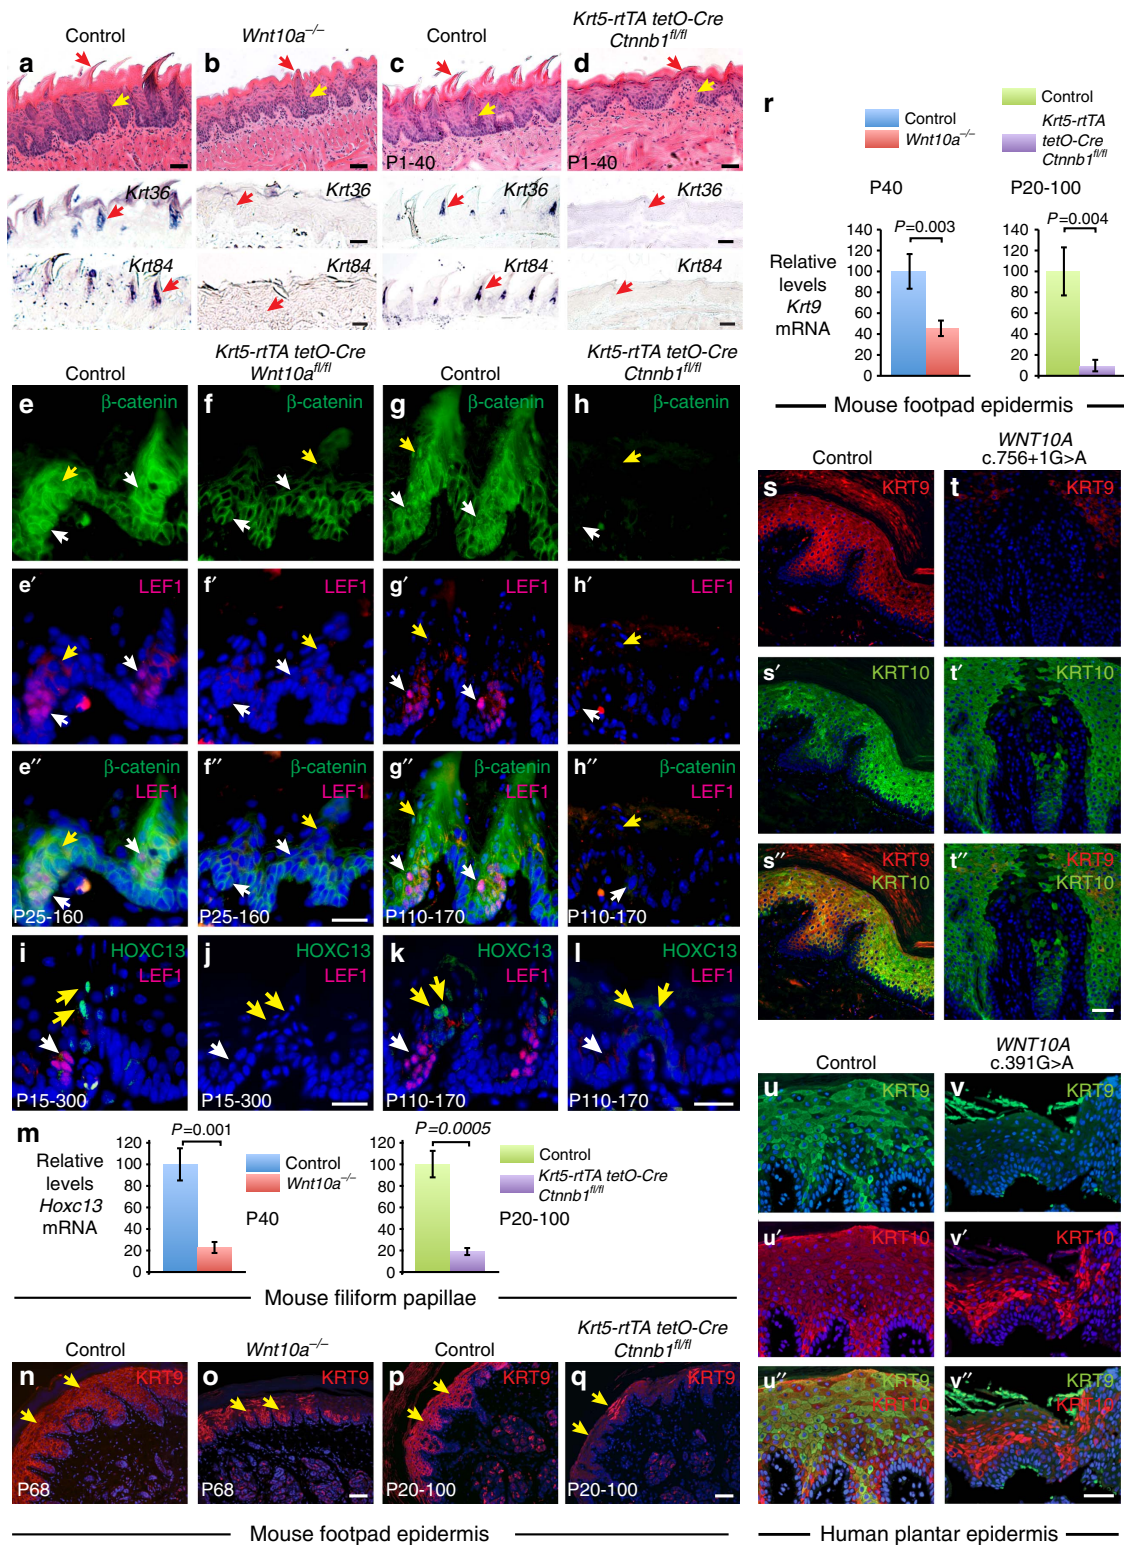 Control
Wnt10a–/–
Control
Krt5-rtTA tetO-Cre
Ctnnb1fl/fl
a
b
c
d
P1-40
P1-40
Krt36
Krt36
Krt36
Krt36
Krt84
Krt84
Krt84
Krt84
Control
Krt5-rtTA tetO-Cre
Wnt10afl/fl
Control
Krt5-rtTA tetO-Cre
Ctnnb1fl/fl
e
β-catenin
f
β-catenin
g
β-catenin
h
β-catenin
e′
LEF1
f′
LEF1
g′
LEF1
h′
LEF1
e″
β-catenin
LEF1
P25-160
f″
β-catenin
LEF1
P25-160
g″
β-catenin
LEF1
P110-170
h″
β-catenin
LEF1
P110-170
i
HOXC13
LEF1
P15-300
j
HOXC13
LEF1
P15-300
k
HOXC13
LEF1
P110-170
l
HOXC13
LEF1
P110-170
m
Relative
levels
Hoxc13
mRNA
P=0.001
120
100
80
60
40
20
0
Control
Wnt10a–/–
P40
P=0.0005
120
100
80
60
40
20
0
Control
Krt5-rtTA tetO-Cre
Ctnnb1fl/fl
P20-100
Mouse filiform papillae
Control
Wnt10a–/–
Control
Krt5-rtTA tetO-Cre
Ctnnb1fl/fl
n
KRT9
P68
o
KRT9
P68
p
KRT9
P20-100
q
KRT9
P20-100
Mouse footpad epidermis
r
Control
Wnt10a–/–
Control
Krt5-rtTA
tetO-Cre
Ctnnb1fl/fl
P40
P20-100
Relative
levels
Krt9
mRNA
P=0.003
140
120
100
80
60
40
20
0
P=0.004
140
120
100
80
60
40
20
0
Mouse footpad epidermis
Control
WNT10A
c.756+1G>A
s
KRT9
t
KRT9
s′
KRT10
t′
KRT10
s″
KRT9
KRT10
t″
KRT9
KRT10
Control
WNT10A
c.391G>A
u
KRT9
v
KRT9
u′
KRT10
v′
KRT10
u″
KRT9
KRT10
v″
KRT9
KRT10
Human plantar epidermis